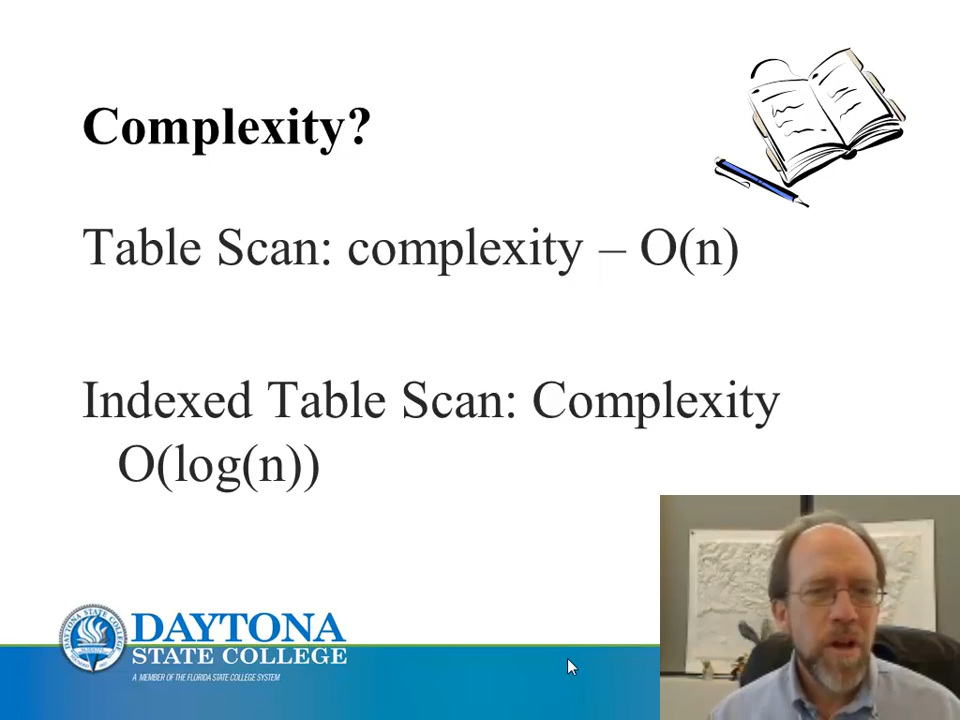 Complexity?
Table Scan: complexity – O(n)
Indexed Table Scan: Complexity
O(log(n))
DAYTONA
STATE COLLEGE
A MEMBER OF THE FLORIDA STATE COLLEGE SYSTEM